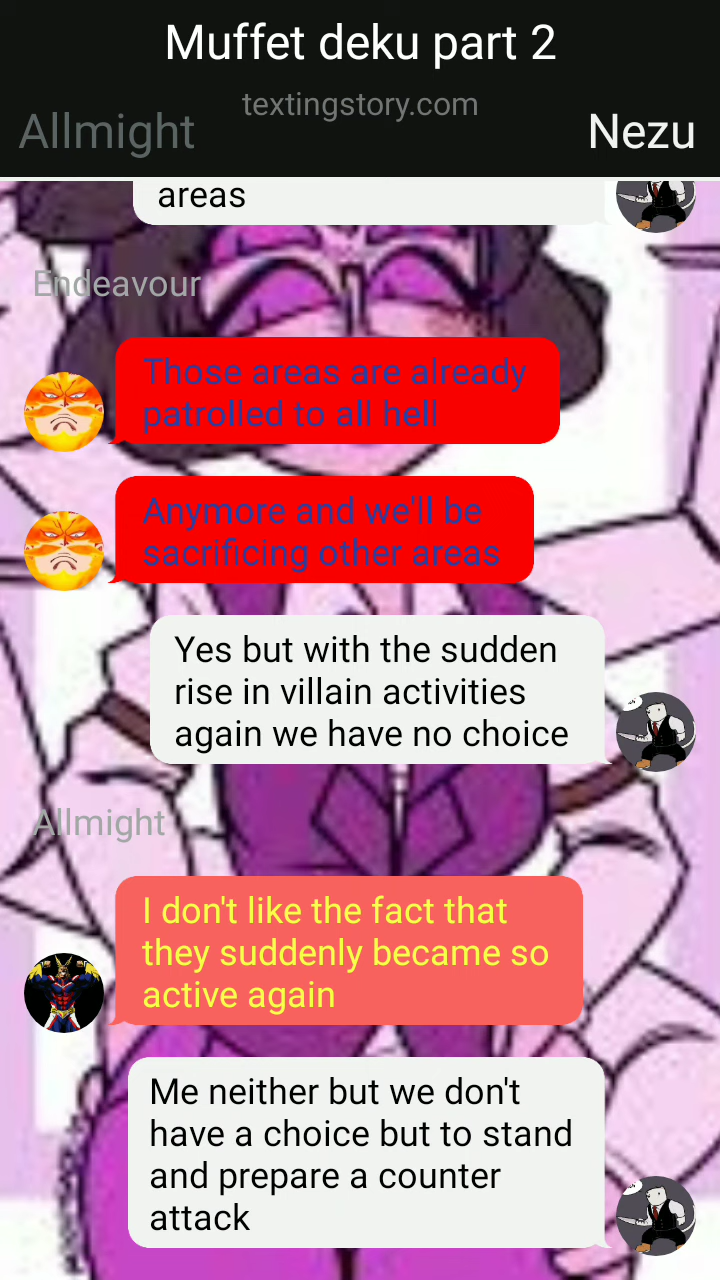 Muffet deku part 2
textingstory.com
Allmight
Nezu
areas
Endeavour
Those areas are already
patrolled to all hell
Anymore and we'll be
sacrificing other areas
Yes but with the sudden
rise in villain activities
again we have no choice
Allmight
I don't like the fact that
they suddenly became so
active again
Me neither but we don't
have a choice but to stand
and prepare a counter
attack